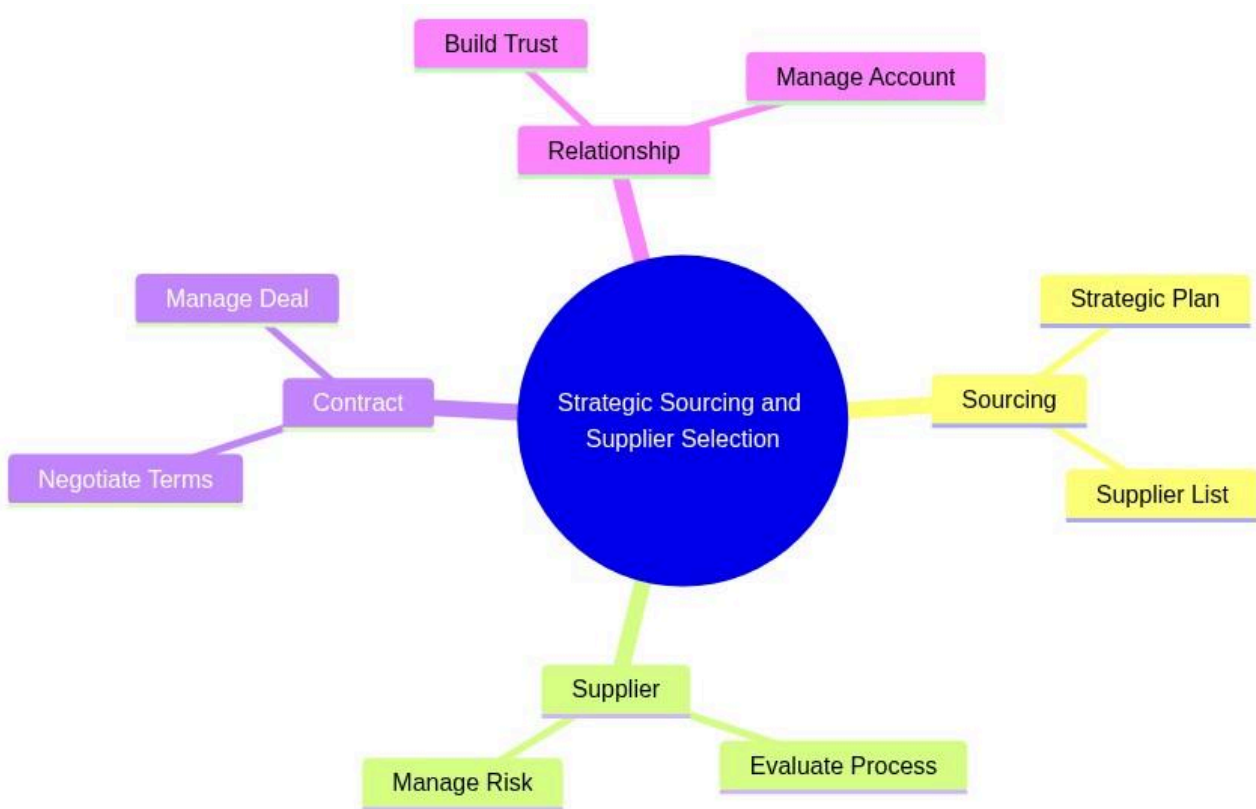 Build Trust
Manage Account
Relationship
Manage Deal
Strategic Plan
Contract
Strategic Sourcing and
Supplier Selection
Sourcing
Negotiate Terms
Supplier List
Supplier
Manage Risk
Evaluate Process